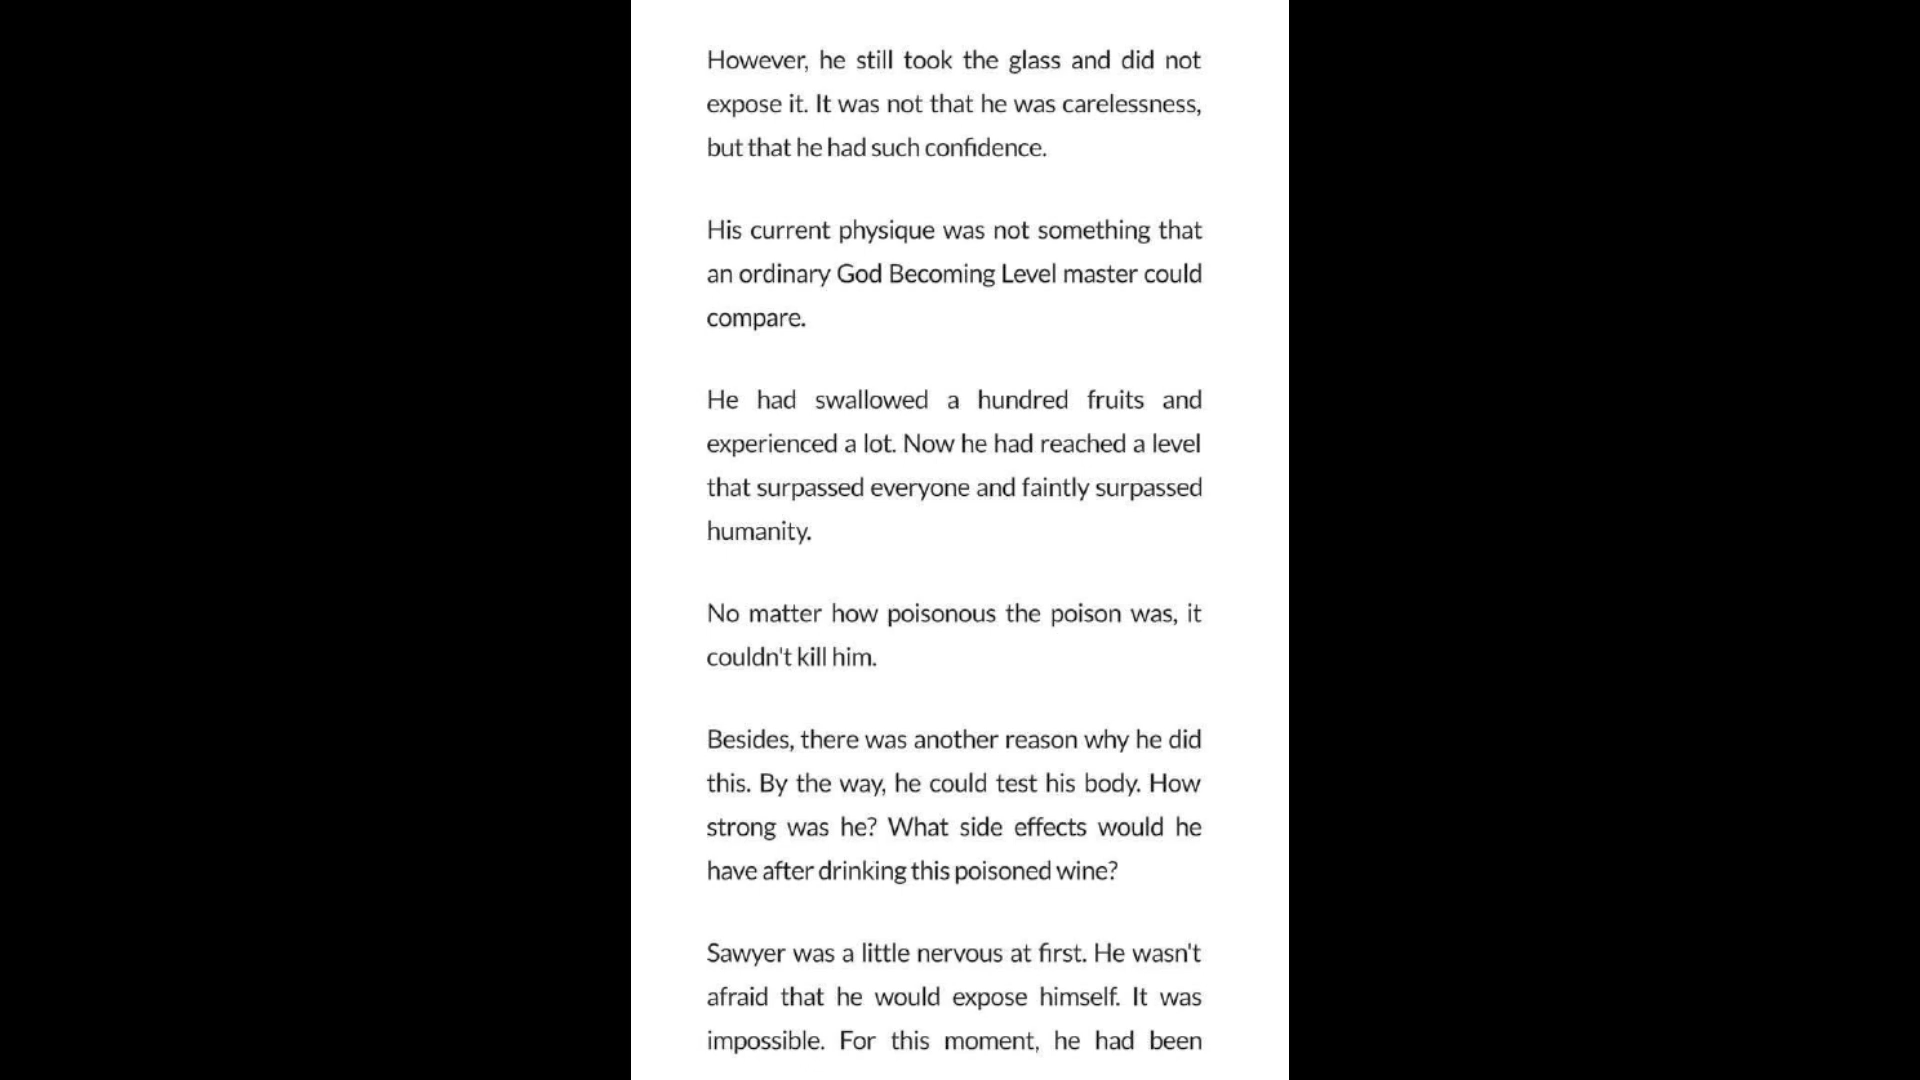 However, he still took the glass and did not
expose it. It was not that he was carelessness,
but that he had such confidence.
His current physique was not something that
an ordinary God Becoming Level master could
compare.
He had swallowed a hundred fruits and
experienced a lot. Now he had reached a level
that surpassed everyone and faintly surpassed
humanity.
No matter how poisonous the poison was, it
couldn't kill him.
Besides, there was another reason why he did
this. By the way, he could test his body. How
strong was he? What side effects would he
have after drinking this poisoned wine?
Sawyer was a little nervous at first. He wasn't
afraid that he would expose himself. It was
impossible. For this moment, he had been